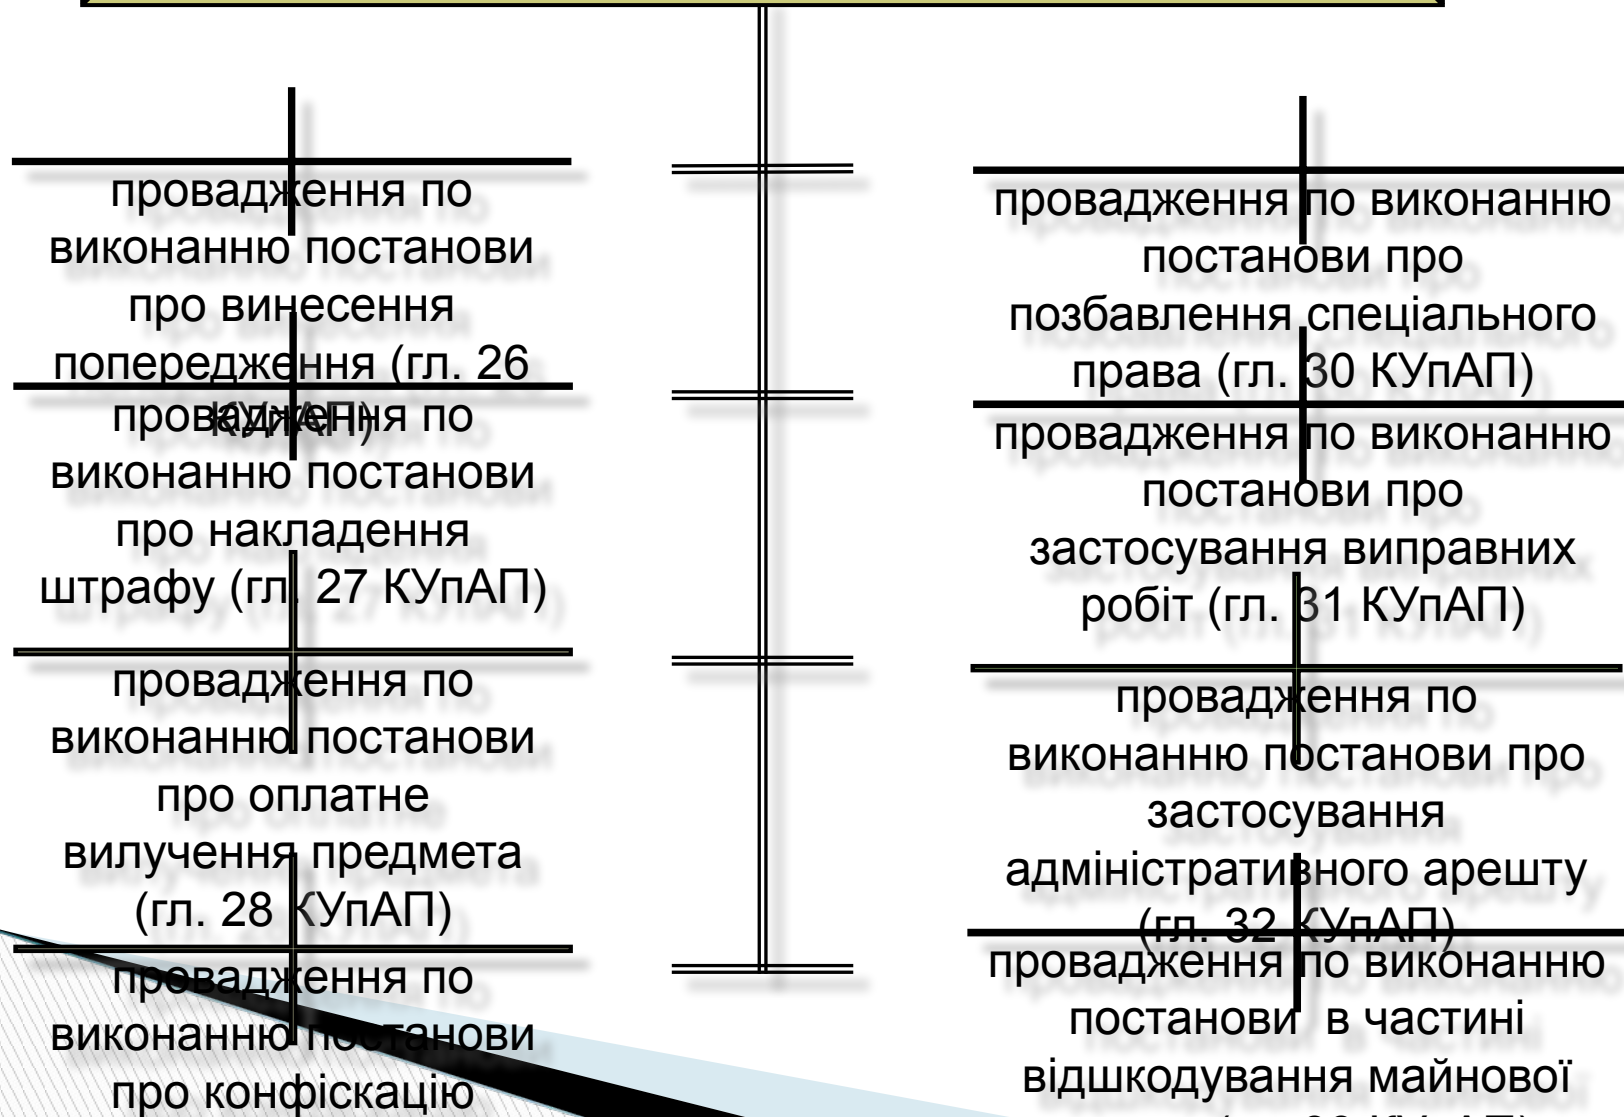 провадження по
виконанню постанови
про винесення
попередження (гл. 26
КУпАП)
провадження по
виконанню постанови
про накладення
штрафу (гл. 27 КУпАП)
провадження по
виконанню постанови
про оплатне
вилучення предмета
(гл. 28 КУпАП)
провадження по
виконанню постанови
про конфіскацію
провадження по виконанню
постанови про
позбавлення спеціального
права (гл. 30 КУпАП)
провадження по виконанню
постанови про
застосування виправних
робіт (гл. 31 КУпАП)
провадження по
виконанню постанови про
застосування
адміністративного арешту
(гл. 32 КУпАП)
провадження по виконанню
постанови в частині
відшкодування майнової